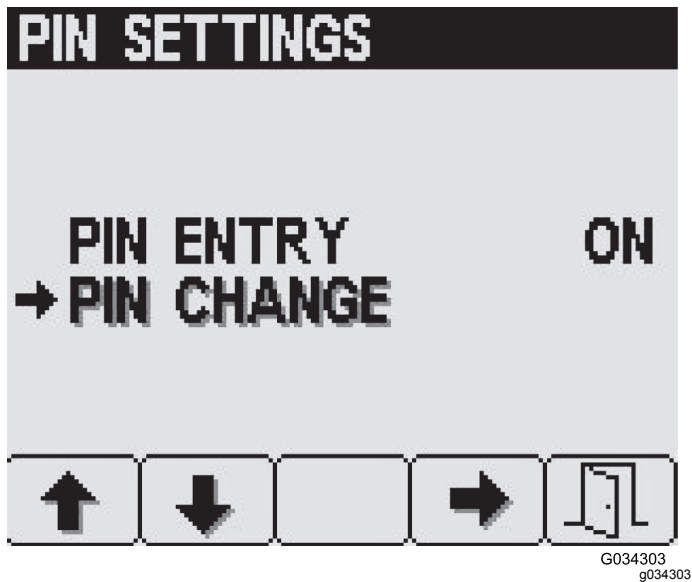 PIN SETTINGS
PIN ENTRY ON
PIN CHANGE
G034303
g034303